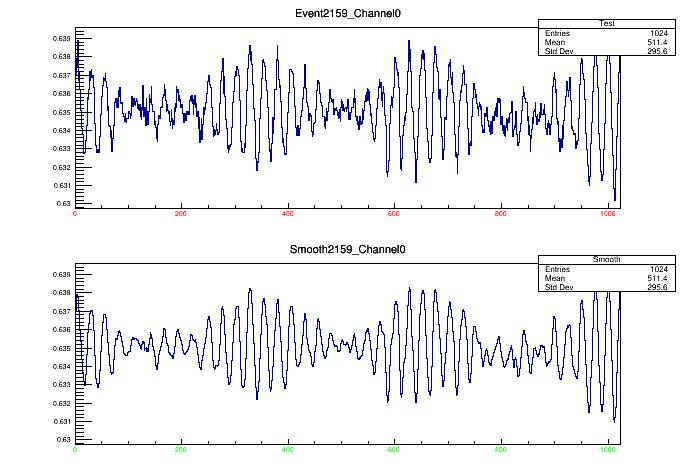 Event2159_Channel0
Test
Entries 1024
Mean 511.4
Std Dev 295.6
0.639
0.638
0.637
0.636
0.635
0.634
0.633
0.632
0.631
0.63
0 200 400 600 800 1000
Smooth2159_Channel0
Smooth
Entries 1024
Mean 511.4
Std Dev 295.6
0.639
0.638
0.637
0.636
0.635
0.634
0.633
0.632
0.631
0.63
0 200 400 600 800 1000